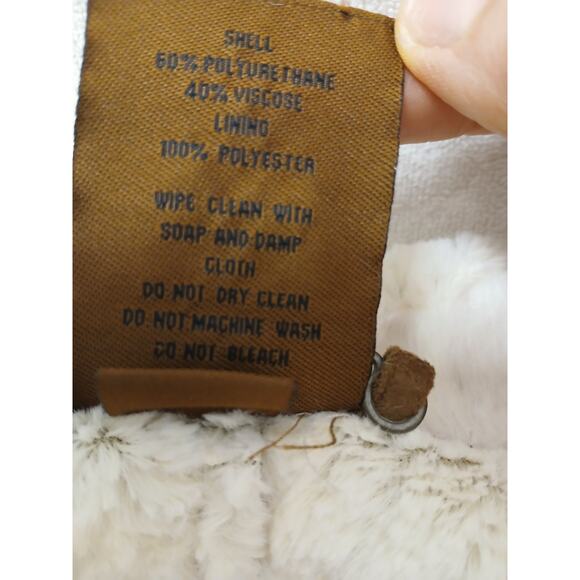 SHELL
60% POLYURETHANE
40% VISCOSE
LINING
100% POLYESTER
WIPE CLEAN WITH
SOAP AND DAMP
CLOTH
DO NOT DRY CLEAN
DO NOT MACHINE WASH
DO NOT BLEACH